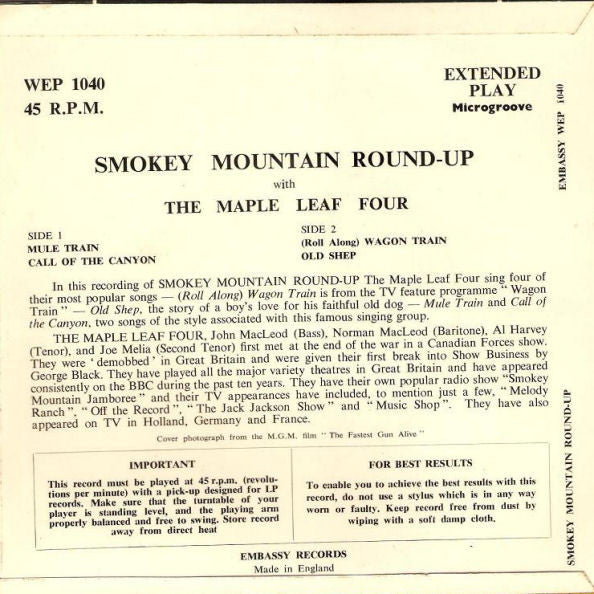 WEP 1040
45 R.P.M.
EXTENDED
PLAY
Microgroove
SMOKEY MOUNTAIN ROUND-UP
with
THE MAPLE LEAF FOUR
SIDE 1
MULE TRAIN
CALL OF THE CANYON
SIDE 2
(Roll Along) WAGON TRAIN
OLD SHEP
In this recording of SMOKEY MOUNTAIN ROUND-UP The Maple Leaf Four sing four of
their most popular songs — (Roll Along) Wagon Train is from the TV feature programme “ Wagon
Train ” — Old Shep, the story of a boy's love for his faithful old dog — Mule Train and Call of
the Canyon, two songs of the style associated with this famous singing group.
THE MAPLE LEAF FOUR, John MacLeod (Bass), Norman MacLeod (Baritone), Al Harvey
(Tenor), and Joe Melia (Second Tenor) first met at the end of the war in a Canadian Forces show.
They were ‘ demobbed ’ in Great Britain and were given their first break into Show Business by
George Black. They have played all the major variety theatres in Great Britain and have appeared
consistently on the BBC during the past ten years. They have their own popular radio show “Smokey
Mountain Jamboree” and their TV appearances have included, to mention just a few, “ Melody
Ranch”, “ Off the Record”, “The Jack Jackson Show” and “Music Shop”. They have also
appeared on TV in Holland, Germany and France.
Cover photograph from the M.G.M. film “ The Fastest Gun Alive ”
IMPORTANT
This record must be played at 45 r.p.m. (revolu-
tions per minute) with a pick-up designed for LP
records. Make sure that the turntable of your
player is standing level, and the playing arm
properly balanced and free to swing. Store record
away from direct heat
FOR BEST RESULTS
To enable you to achieve the best results with this
record, do not use a stylus which is in any way
worn or faulty. Keep record free from dust by
wiping with a soft damp cloth.
EMBASSY RECORDS
Made in England
EMBASSY WEP 1040
SMOKEY MOUNTAIN ROUND-UP